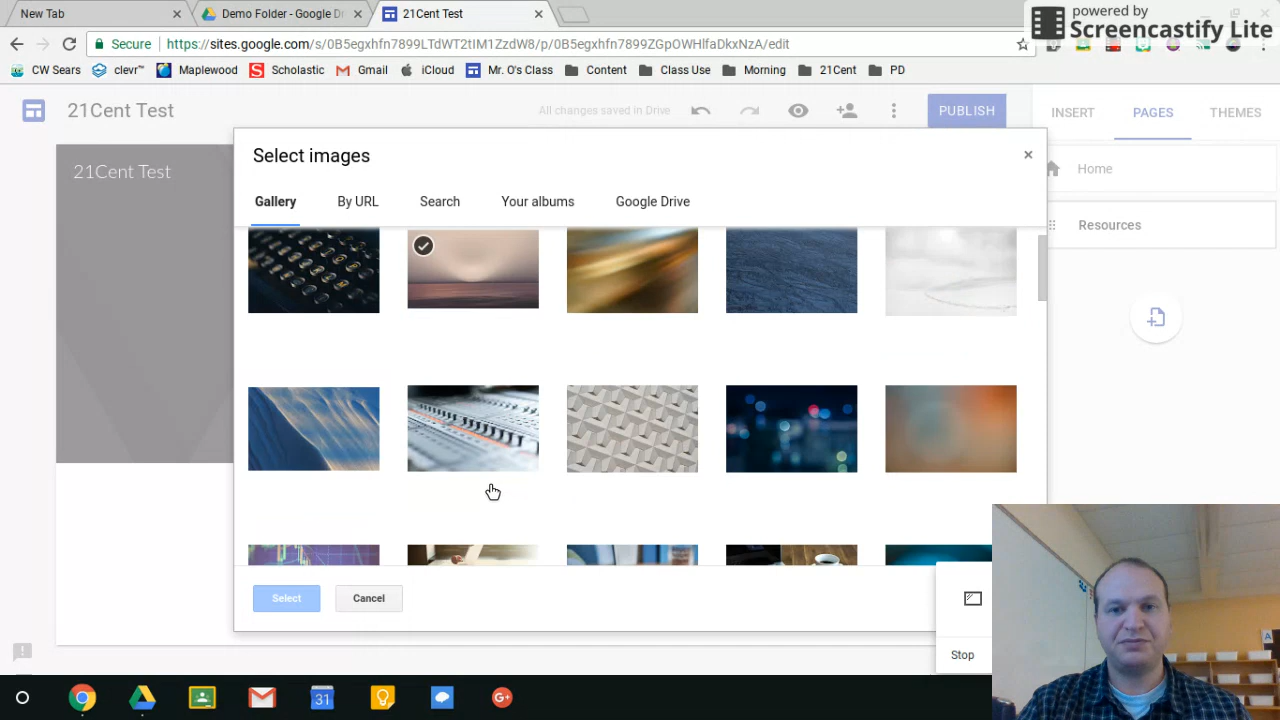 New Tab
Demo Folder - Google D
21Cent Test
powered by
Screencastify Lite
Secure
https://sites.google.com/s/0B5egxhfn7899LTdWT2tIM1ZzdW8/p/0B5egxhfn7899ZGpOWHlfaDkxNzA/edit
CW Sears
clevr™
Maplewood
Scholastic
Gmail
iCloud
Mr. O's Class
Content
Class Use
Morning
21Cent
PD
21Cent Test
All changes saved in Drive
PUBLISH
INSERT
PAGES
THEMES
Select images
21Cent Test
Home
Gallery
By URL
Search
Your albums
Google Drive
Resources
Select
Cancel
Stop
31
G+